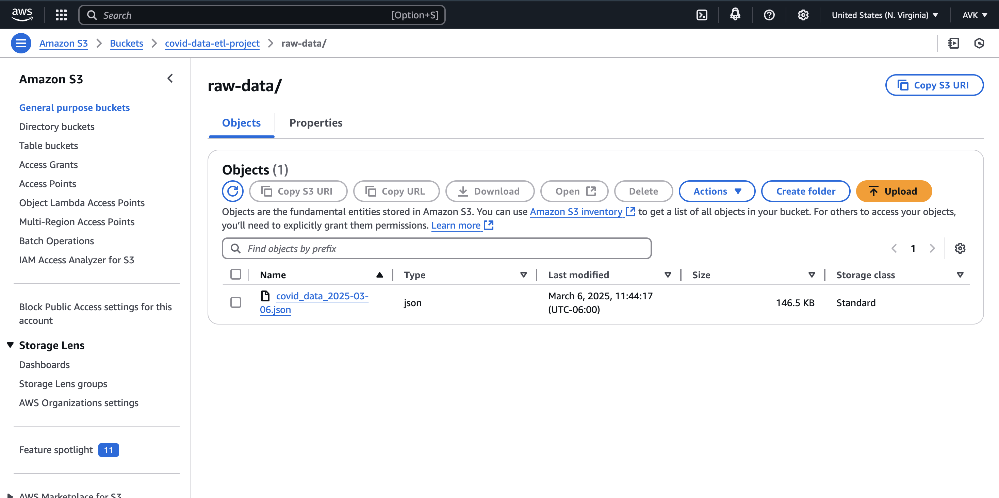 aws
Search
[Option+S]
United States (N. Virginia)
AVK
Amazon S3
Buckets
covid-data-etl-project
raw-data/
Amazon S3
General purpose buckets
Directory buckets
Table buckets
Access Grants
Access Points
Object Lambda Access Points
Multi-Region Access Points
Batch Operations
IAM Access Analyzer for S3
Block Public Access settings for this
account
Storage Lens
Dashboards
Storage Lens groups
AWS Organizations settings
Feature spotlight 11
AWS Marketplace for S3
raw-data/
Copy S3 URI
Objects
Properties
Objects (1)
Copy S3 URI
Copy URL
Download
Open
Delete
Actions
Create folder
Upload
Objects are the fundamental entities stored in Amazon S3. You can use Amazon S3 inventory to get a list of all objects in your bucket. For others to access your objects,
you’ll need to explicitly grant them permissions. Learn more
Find objects by prefix
1
Name
Type
Last modified
Size
Storage class
covid_data_2025-03-
06.json
json
March 6, 2025, 11:44:17
(UTC-06:00)
146.5 KB
Standard